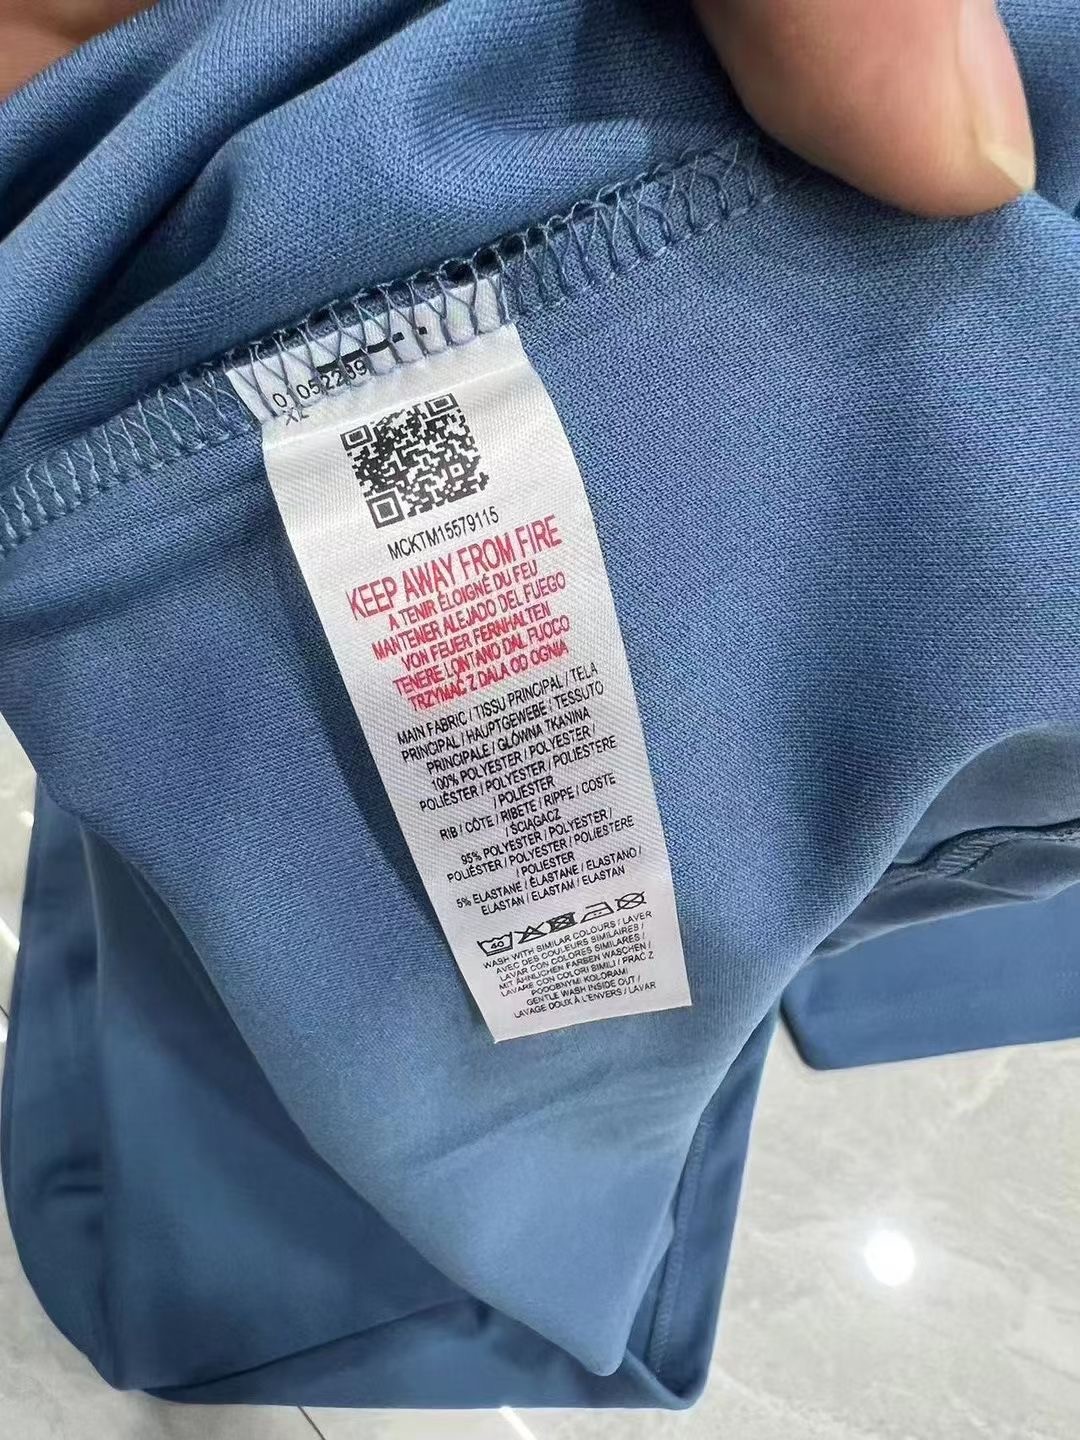 01052239
XL
MCKTM15579115
KEEP AWAY FROM FIRE
A TENIR ÉLOIGNÉ DU FEU
MANTENER ALEJADO DEL FUEGO
VON FEUER FERNHALTEN
TENERE LONTANO DAL FUOCO
TRZYMAĆ Z DALA OD OGNIA
MAIN FABRIC / TISSU PRINCIPAL / TELA
PRINCIPAL / HAUPTGEWEBE / TESSUTO
PRINCIPALE / GLÓWNA TKANINA
100% POLYESTER / POLYESTER /
POLIÉSTER / POLYESTER / POLIESTERE
/ POLIESTER
RIB / CÔTE / RIBETE / RIPPE / COSTE
/ ŚCIĄGACZ
95% POLYESTER / POLYESTER /
POLIÉSTER / POLYESTER / POLIESTERE
/ POLIESTER
5% ELASTANE / ÉLASTANE / ELASTANO /
ELASTAN / ELASTAM / ELASTAN
40
WASH WITH SIMILAR COLOURS / LAVER
AVEC DES COULEURS SIMILAIRES /
LAVAR CON COLORES SIMILARES /
MIT ÄHNLICHEN FARBEN WASCHEN /
LAVARE CON COLORI SIMILI / PRAĆ Z
PODOBNYMI KOLORAMI
GENTLE WASH INSIDE OUT /
LAVAGE DOUX À L'ENVERS / LAVAR